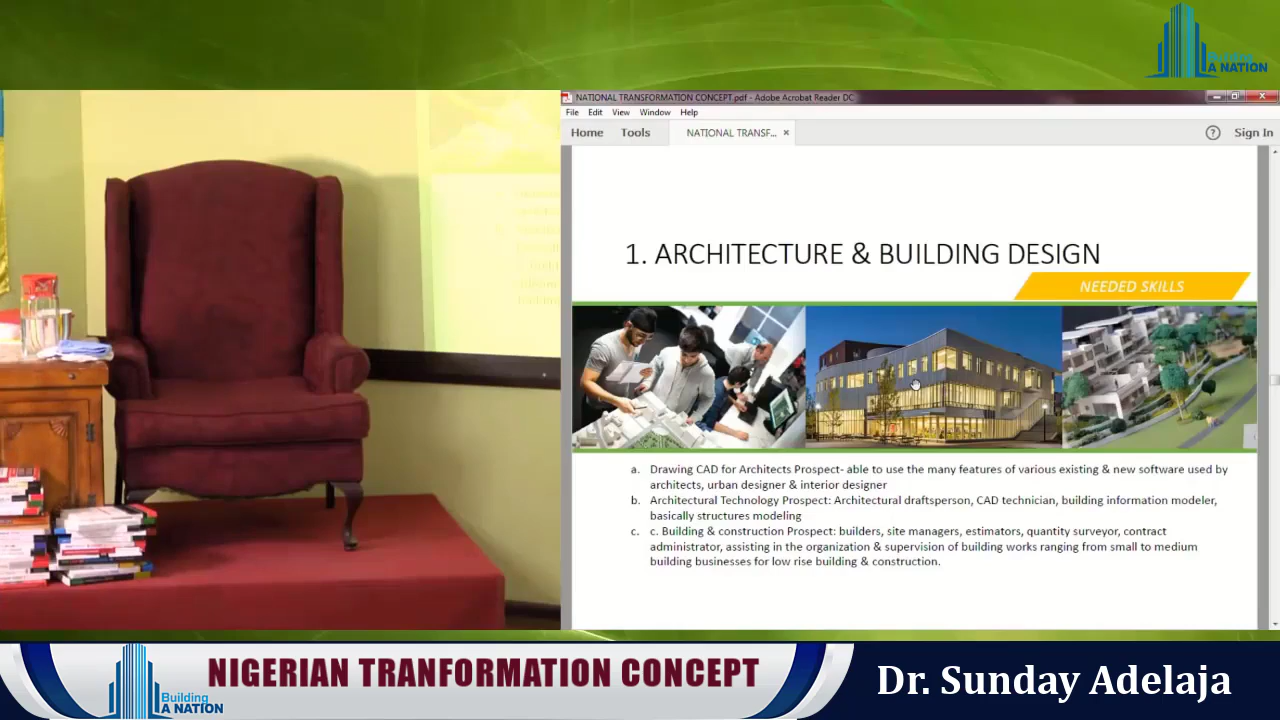 Building
A NATION
NATIONAL TRANSFORMATION CONCEPT.pdf - Adobe Acrobat Reader DC
File Edit View Window Help
Home Tools NATIONAL TRANSF... × ? Sign In
1. ARCHITECTURE & BUILDING DESIGN
NEEDED SKILLS
a. Drawing CAD for Architects Prospect- able to use the many features of various existing & new software used by
architects, urban designer & interior designer
b. Architectural Technology Prospect: Architectural draftsperson, CAD technician, building information modeler,
basically structures modeling
c. c. Building & construction Prospect: builders, site managers, estimators, quantity surveyor, contract
administrator, assisting in the organization & supervision of building works ranging from small to medium
building businesses for low rise building & construction.
NIGERIAN TRANFORMATION CONCEPT
Building
A NATION
Dr. Sunday Adelaja